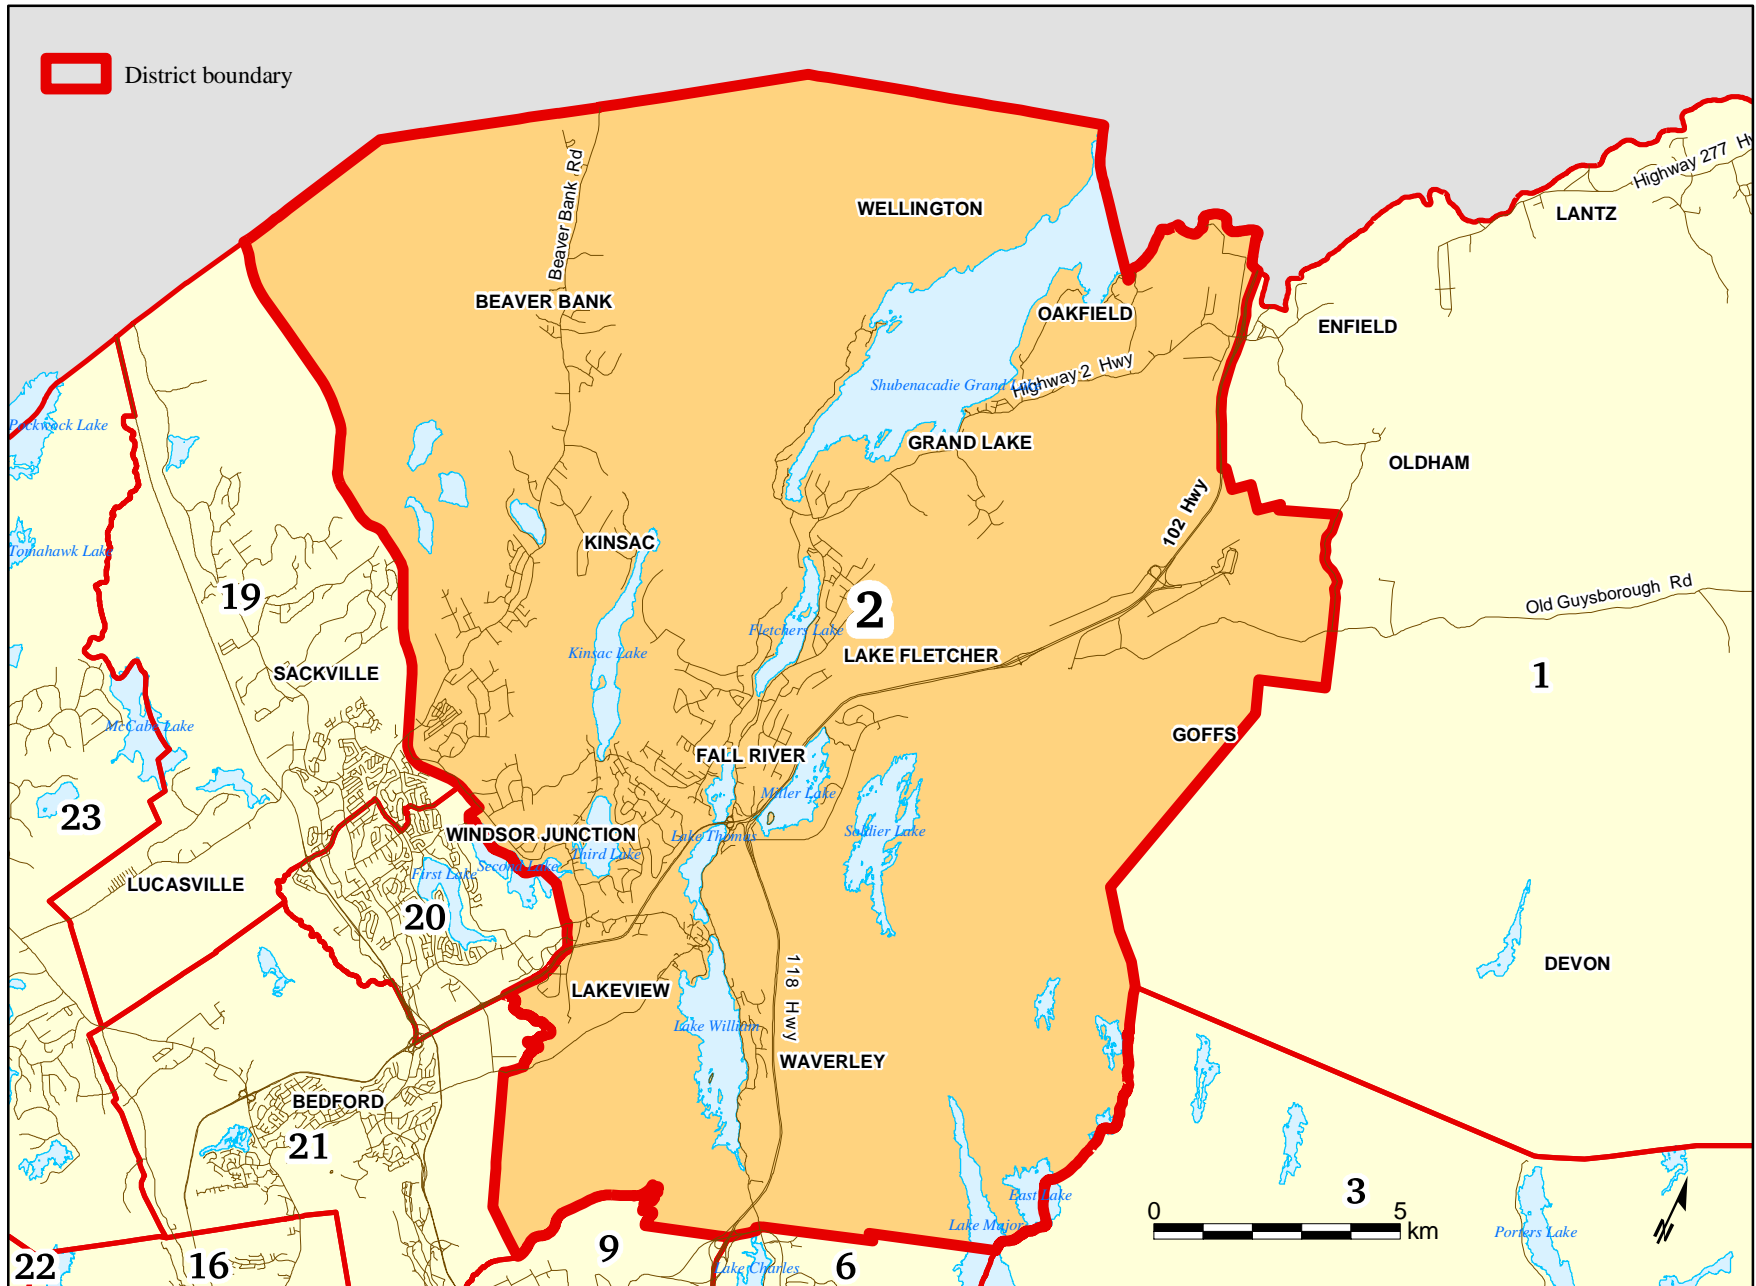 District boundary
Highway 277 Hw
LANTZ
WELLINGTON
Beaver Bank Rd
BEAVER BANK
OAKFIELD
ENFIELD
Highway 2 Hwy
Shubenacadie Grand Lake
Pockwock Lake
GRAND LAKE
OLDHAM
102 Hwy
Tomahawk Lake
KINSAC
19
2
Old Guysborough Rd
Fletchers Lake
Kinsac Lake
LAKE FLETCHER
SACKVILLE
1
McCabe Lake
GOFFS
FALL RIVER
Miller Lake
23
WINDSOR JUNCTION
Lake Thomas
Soldier Lake
Third Lake
Second Lake
First Lake
LUCASVILLE
20
DEVON
118 Hwy
LAKEVIEW
Lake William
WAVERLEY
BEDFORD
21
East Lake
3
0 5
km
Lake Major
Porters Lake
9
6
22
16
Lake Charles